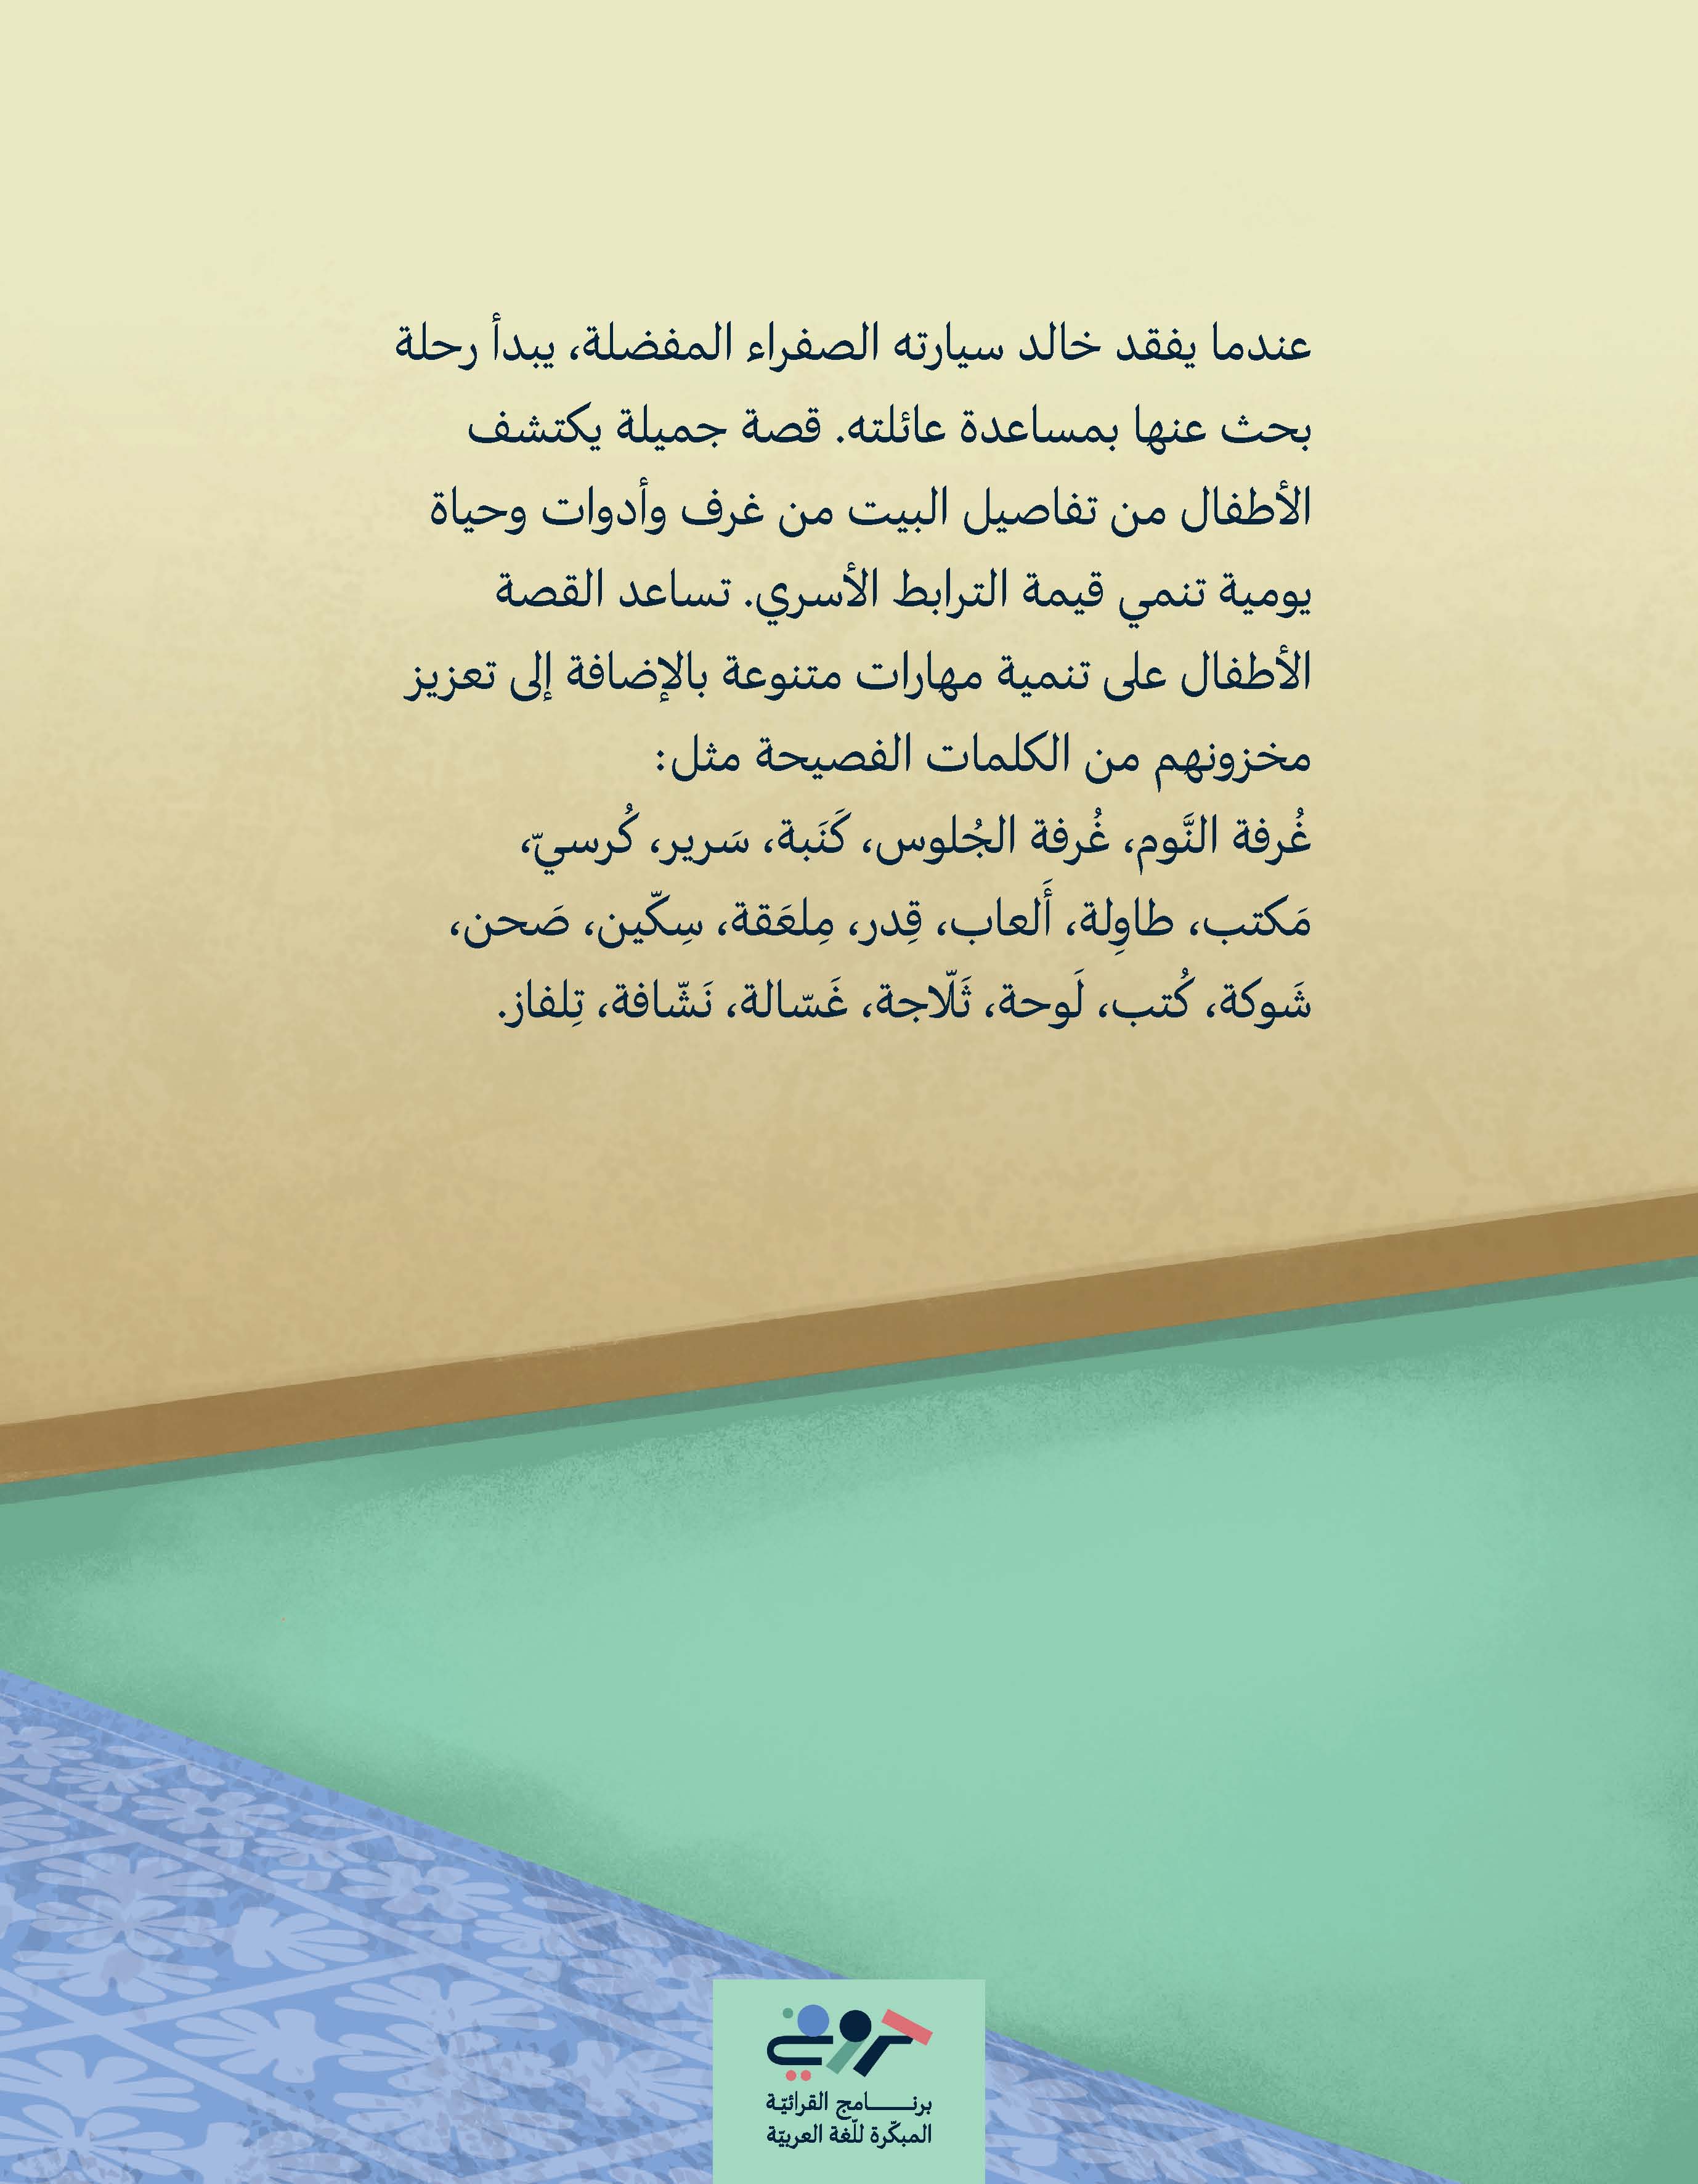 عندما يفقد خالد سيارته الصفراء المفضلة، يبدأ رحلة
بحث عنها بمساعدة عائلته. قصة جميلة يكتشف
الأطفال من تفاصيل البيت من غرف وأدوات وحياة
يومية تنمي قيمة الترابط الأسري. تساعد القصة
الأطفال على تنمية مهارات متنوعة بالإضافة إلى تعزيز
مخزونهم من الكلمات الفصيحة مثل:
غُرفة النَّوم، غُرفة الجُلوس، كَنَبة، سَرير، كُرسيّ،
مَكتب، طاوِلة، أَلعاب، قِدر، مِلعَقة، سِكّين، صَحن،
شَوكة، كُتب، لَوحة، ثَلّاجة، غَسّالة، نَشّافة، تِلفاز.
برنـــــامج القرائيّة
المبكّرة للّغة العربيّة